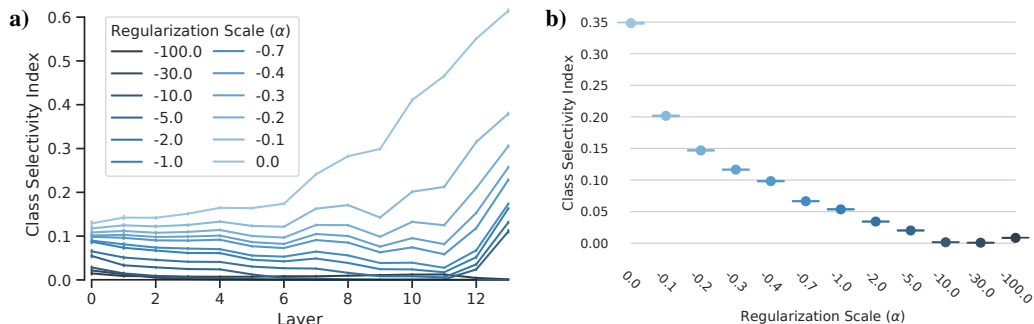 a)
Class Selectivity Index
0.6
0.5
0.4
0.3
0.2
0.1
0.0
Regularization Scale (α)
-100.0 -0.7
-30.0 -0.4
-10.0 -0.3
-5.0 -0.2
-2.0 -0.1
-1.0 0.0
0 2 4 6 8 10 12
Layer
b)
Class Selectivity Index
0.35
0.30
0.25
0.20
0.15
0.10
0.05
0.00
0.0 -0.1 -0.2 -0.3 -0.4 -0.7 -1.0 -2.0 -5.0 -10.0 -30.0 -100.0
Regularization Scale (α)